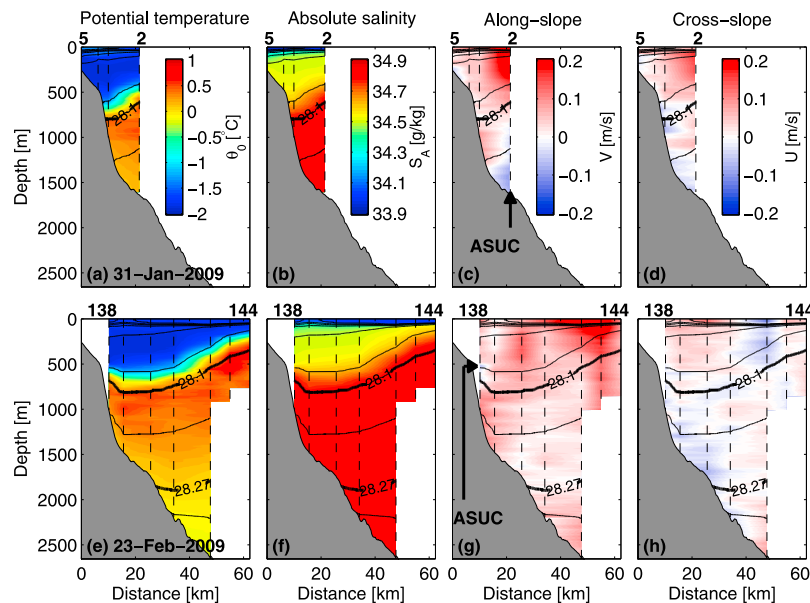 Potential temperature Absolute salinity Along−slope Cross−slope
5 2 5 2 5 2 5 2
0
500
1000
1500
2000
2500
Depth [m]
1
0.5
0
−0.5
−1
−1.5
−2
θ0 [°C]
28.1
(a) 31−Jan−2009
34.9
34.7
34.5
34.3
34.1
33.9
S_A [g/kg]
28.1
(b)
0.2
0.1
0
−0.1
−0.2
V [m/s]
28.1
ASUC
(c)
0.2
0.1
0
−0.1
−0.2
U [m/s]
28.1
(d)
138 144 138 144 138 144 138 144
0
500
1000
1500
2000
2500
Depth [m]
28.1
28.27
(e) 23−Feb−2009
28.1
28.27
(f)
28.1
28.27
ASUC
(g)
28.1
28.27
(h)
0 20 40 60 0 20 40 60 0 20 40 60 0 20 40 60
Distance [km] Distance [km] Distance [km] Distance [km]